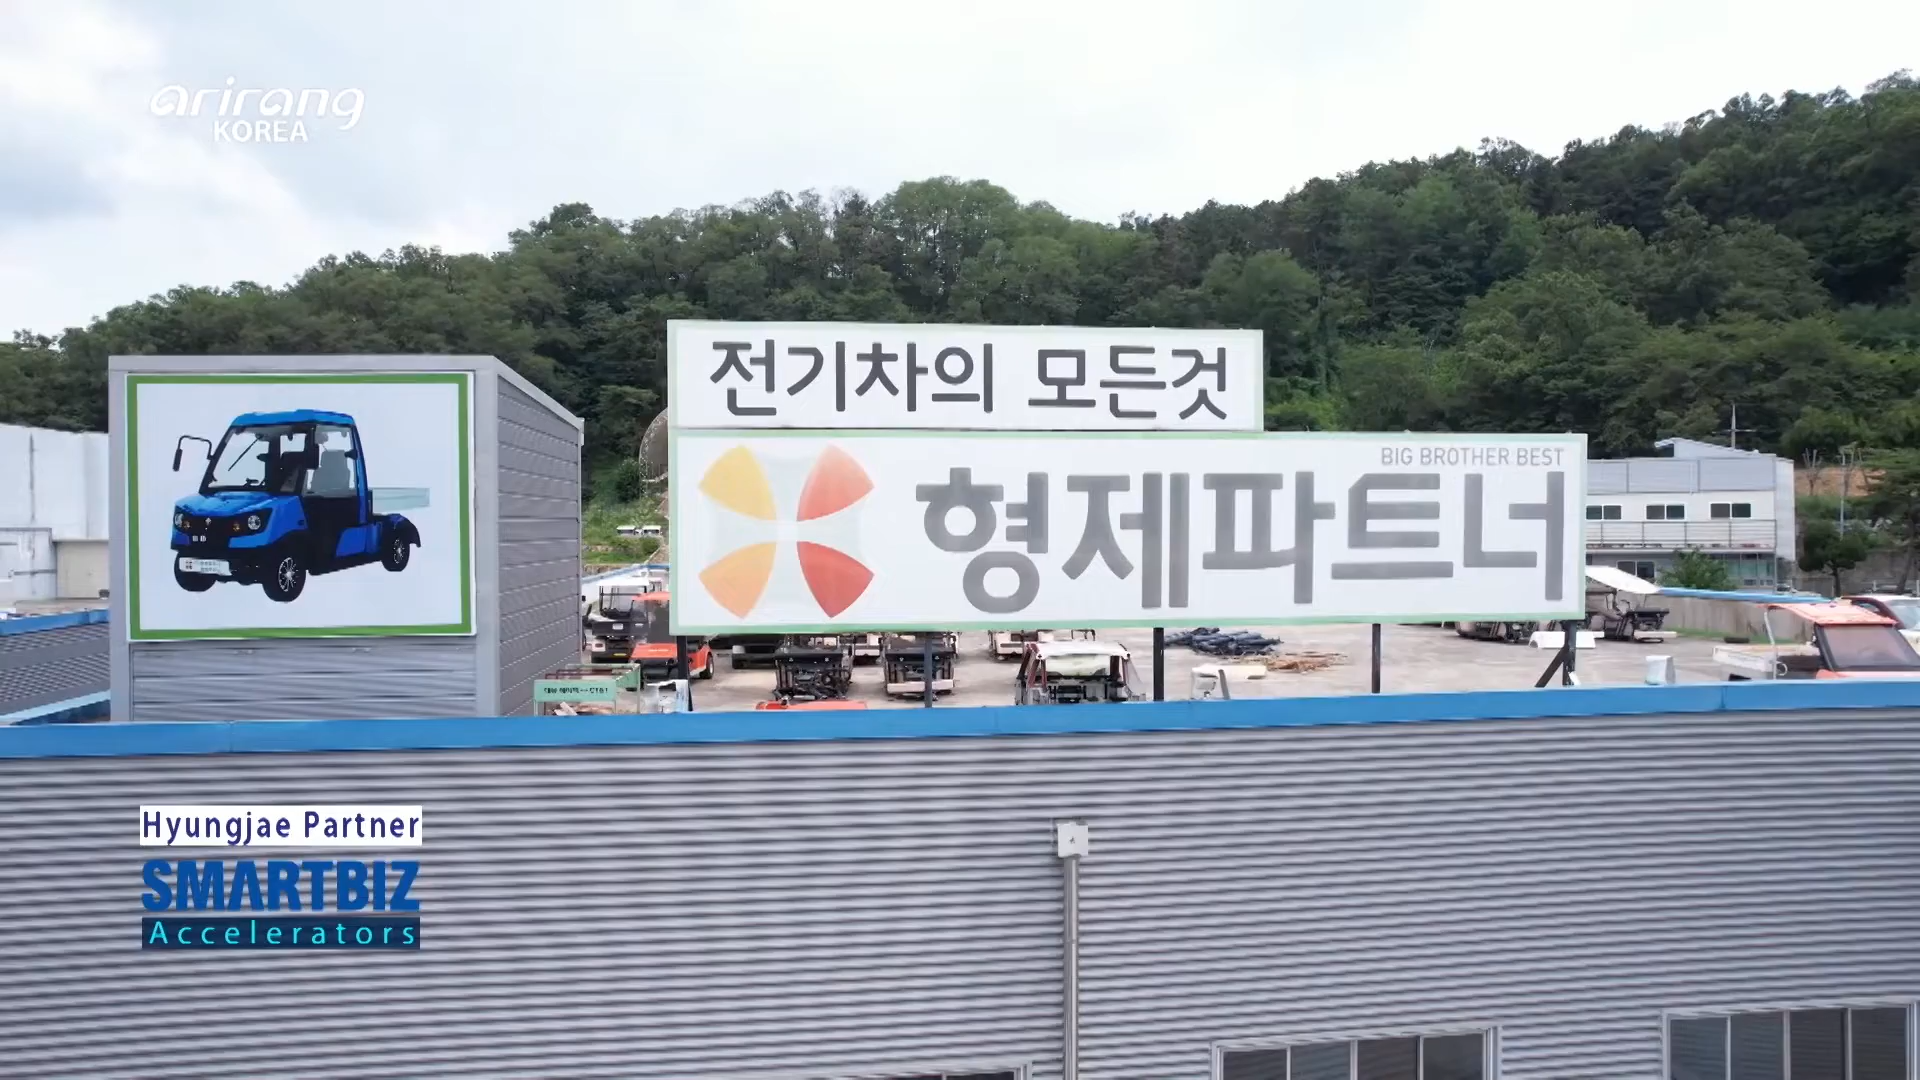 arirang
KOREA
전기차의 모든것
BIG BROTHER BEST
형제파트너
Hyungjae Partner
SMARTBIZ
Accelerators